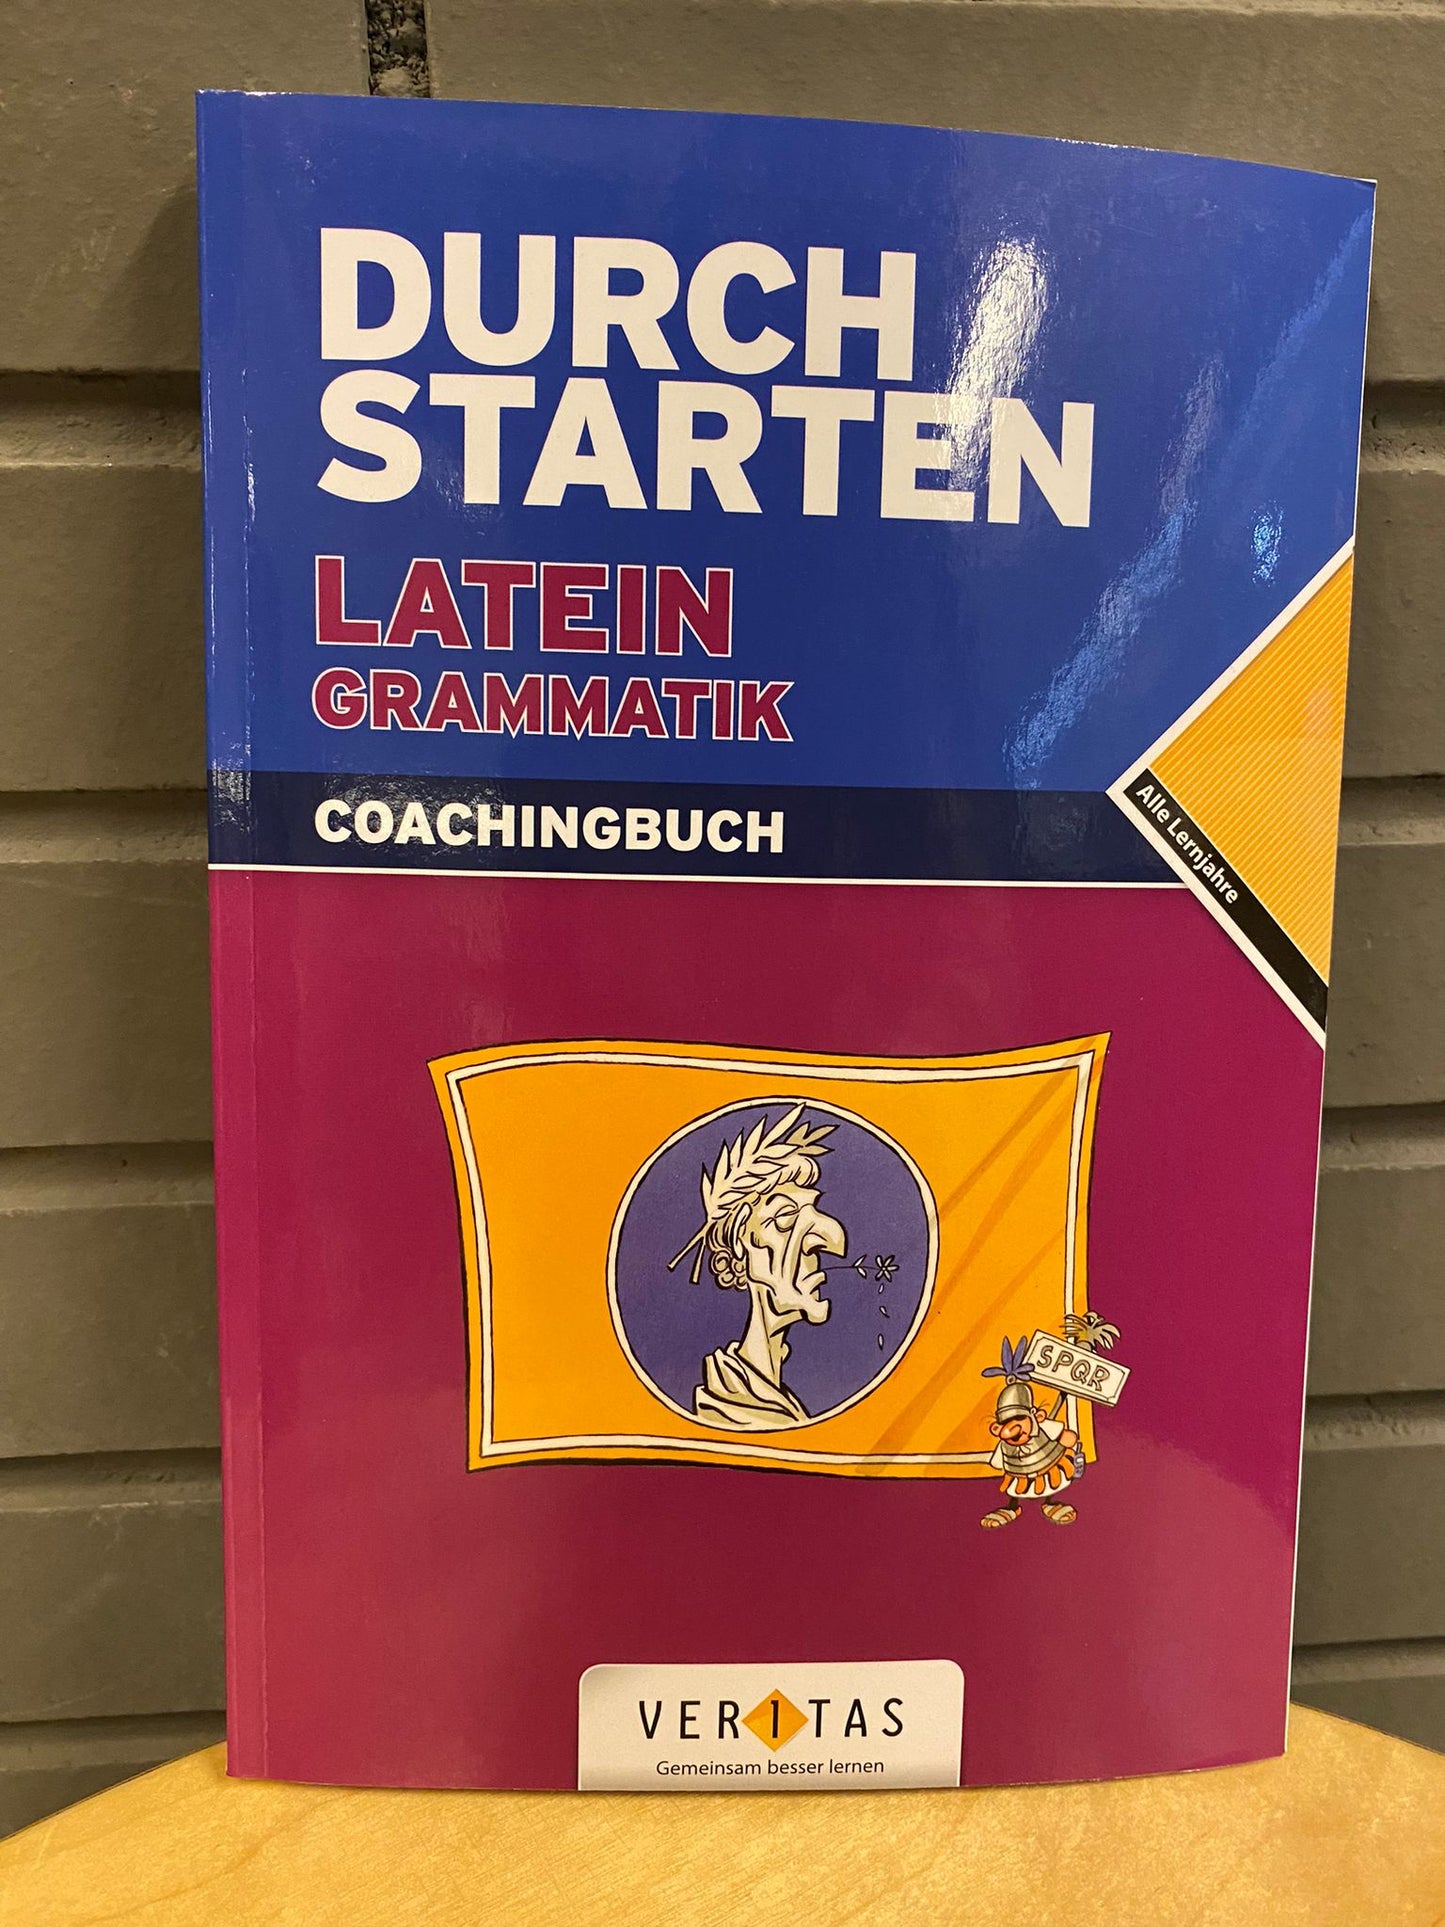 DURCH
STARTEN
LATEIN
GRAMMATIK
COACHINGBUCH
Alle Lernjahre
SPQR
VERITAS
Gemeinsam besser lernen